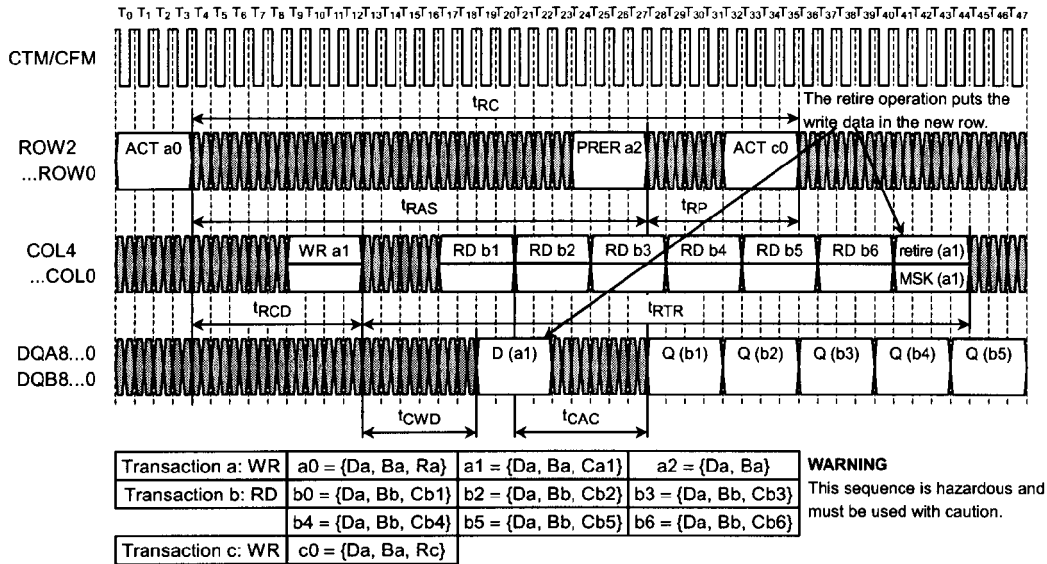 T0 T1 T2 T3 T4 T5 T6 T7 T8 T9 T10 T11 T12 T13 T14 T15 T16 T17 T18 T19 T20 T21 T22 T23 T24 T25 T26 T27 T28 T29 T30 T31 T32 T33 T34 T35 T36 T37 T38 T39 T40 T41 T42 T43 T44 T45 T46 T47
CTM/CFM
The retire operation puts the
write data in the new row.
tRC
ROW2
...ROW0
ACT a0 PRER a2 ACT c0
tRAS tRP
COL4
...COL0
WR a1 RD b1 RD b2 RD b3 RD b4 RD b5 RD b6 retire (a1)
MSK (a1)
tRCD tRTR
DQA8...0
DQB8...0
D (a1) Q (b1) Q (b2) Q (b3) Q (b4) Q (b5)
tCWD tCAC
Transaction a: WR a0 = {Da, Ba, Ra} a1 = {Da, Ba, Ca1} a2 = {Da, Ba}
Transaction b: RD b0 = {Da, Bb, Cb1} b2 = {Da, Bb, Cb2} b3 = {Da, Bb, Cb3}
b4 = {Da, Bb, Cb4} b5 = {Da, Bb, Cb5} b6 = {Da, Bb, Cb6}
Transaction c: WR c0 = {Da, Ba, Rc}
WARNING
This sequence is hazardous and
must be used with caution.